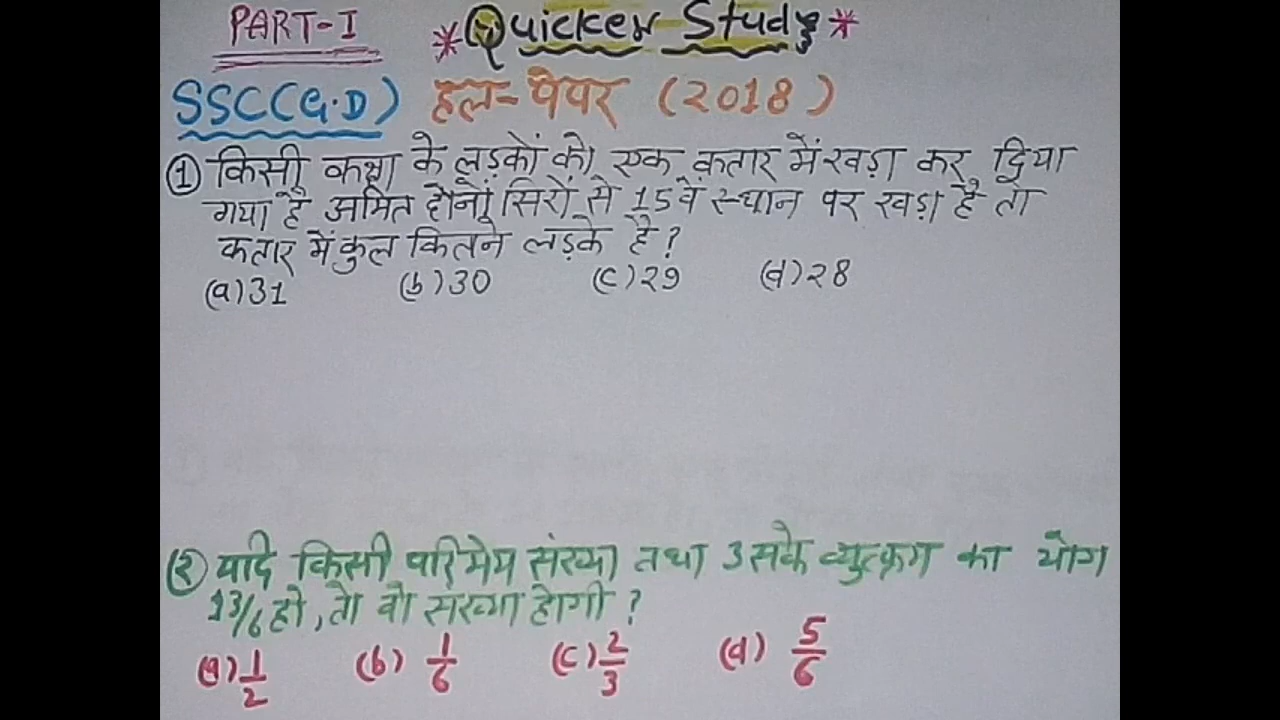 PART-I *Quicker Study*
SSC(G.D) हल-पेपर (2018)
① किसी कक्षा के लड़कों को एक कतार में खड़ा कर दिया
गया है अमित दोनों सिरों से 15वें स्थान पर खड़ा है तो
कतार में कुल कितने लड़के है?
(a)31 (b)30 (c)29 (d)28
② यदि किसी परिमेय संख्या तथा उसके व्युत्क्रम का योग
13/6 हो, तो वो संख्या होगी?
(a) 1/2 (b) 1/6 (c) 2/3 (d) 5/6